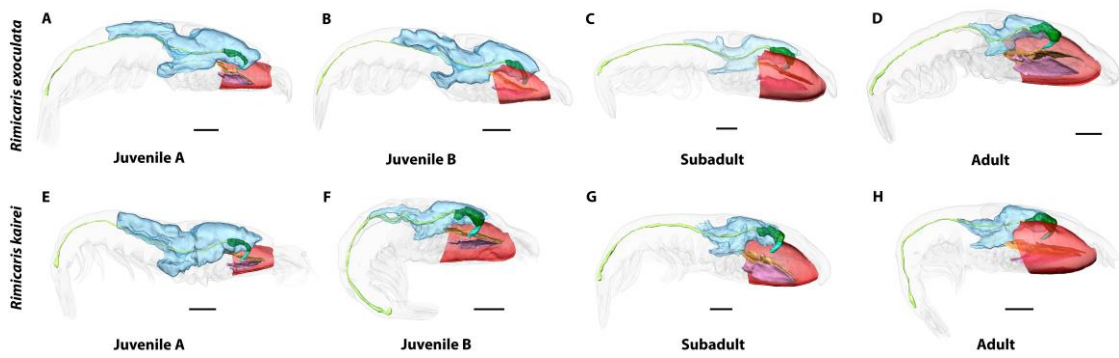 Rimicaris exoculata
A
B
C
D
Juvenile A
Juvenile B
Subadult
Adult
Rimicaris kairei
E
F
G
H
Juvenile A
Juvenile B
Subadult
Adult